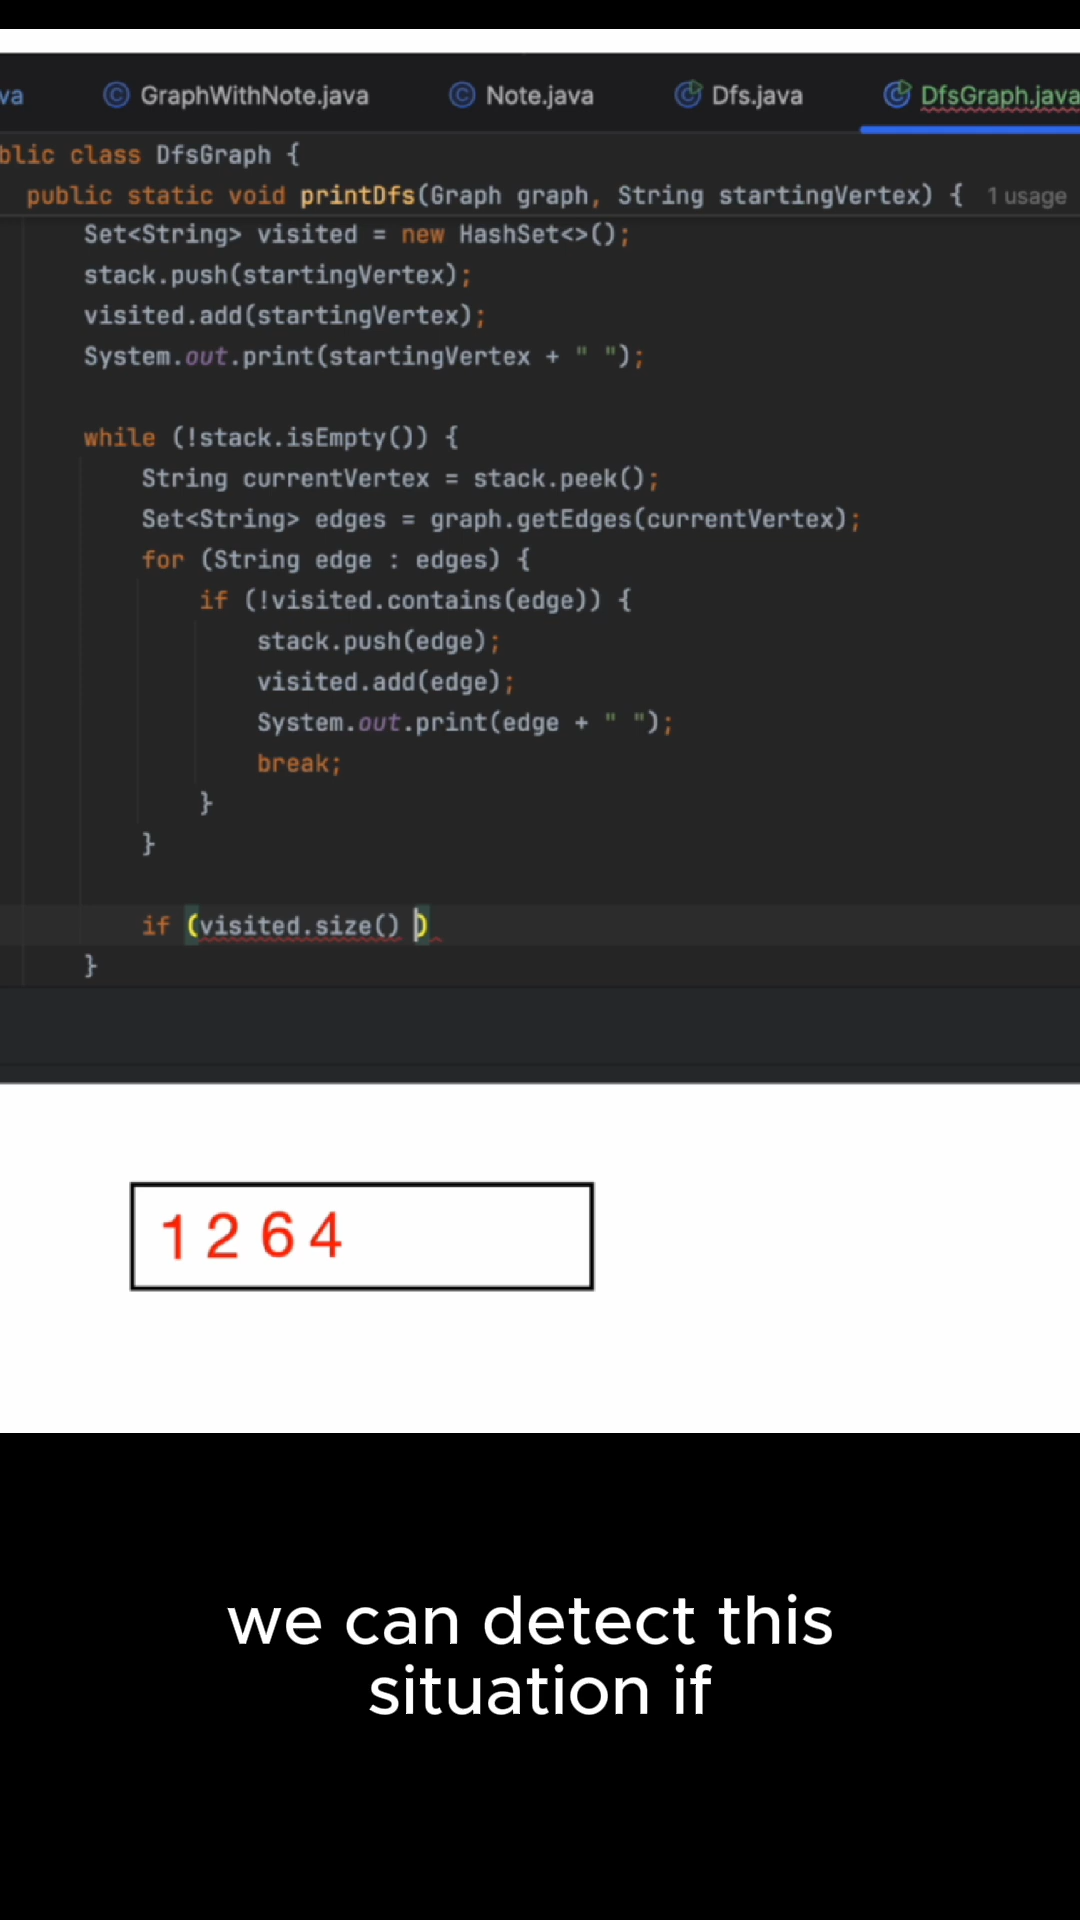 va GraphWithNote.java Note.java Dfs.java DfsGraph.java
blic class DfsGraph {
public static void printDfs(Graph graph, String startingVertex) { 1 usage
Set<String> visited = new HashSet<>();
stack.push(startingVertex);
visited.add(startingVertex);
System.out.print(startingVertex + " ");
while (!stack.isEmpty()) {
String currentVertex = stack.peek();
Set<String> edges = graph.getEdges(currentVertex);
for (String edge : edges) {
if (!visited.contains(edge)) {
stack.push(edge);
visited.add(edge);
System.out.print(edge + " ");
break;
}
}
if (visited.size() )
}
1 2 6 4
we can detect this
situation if